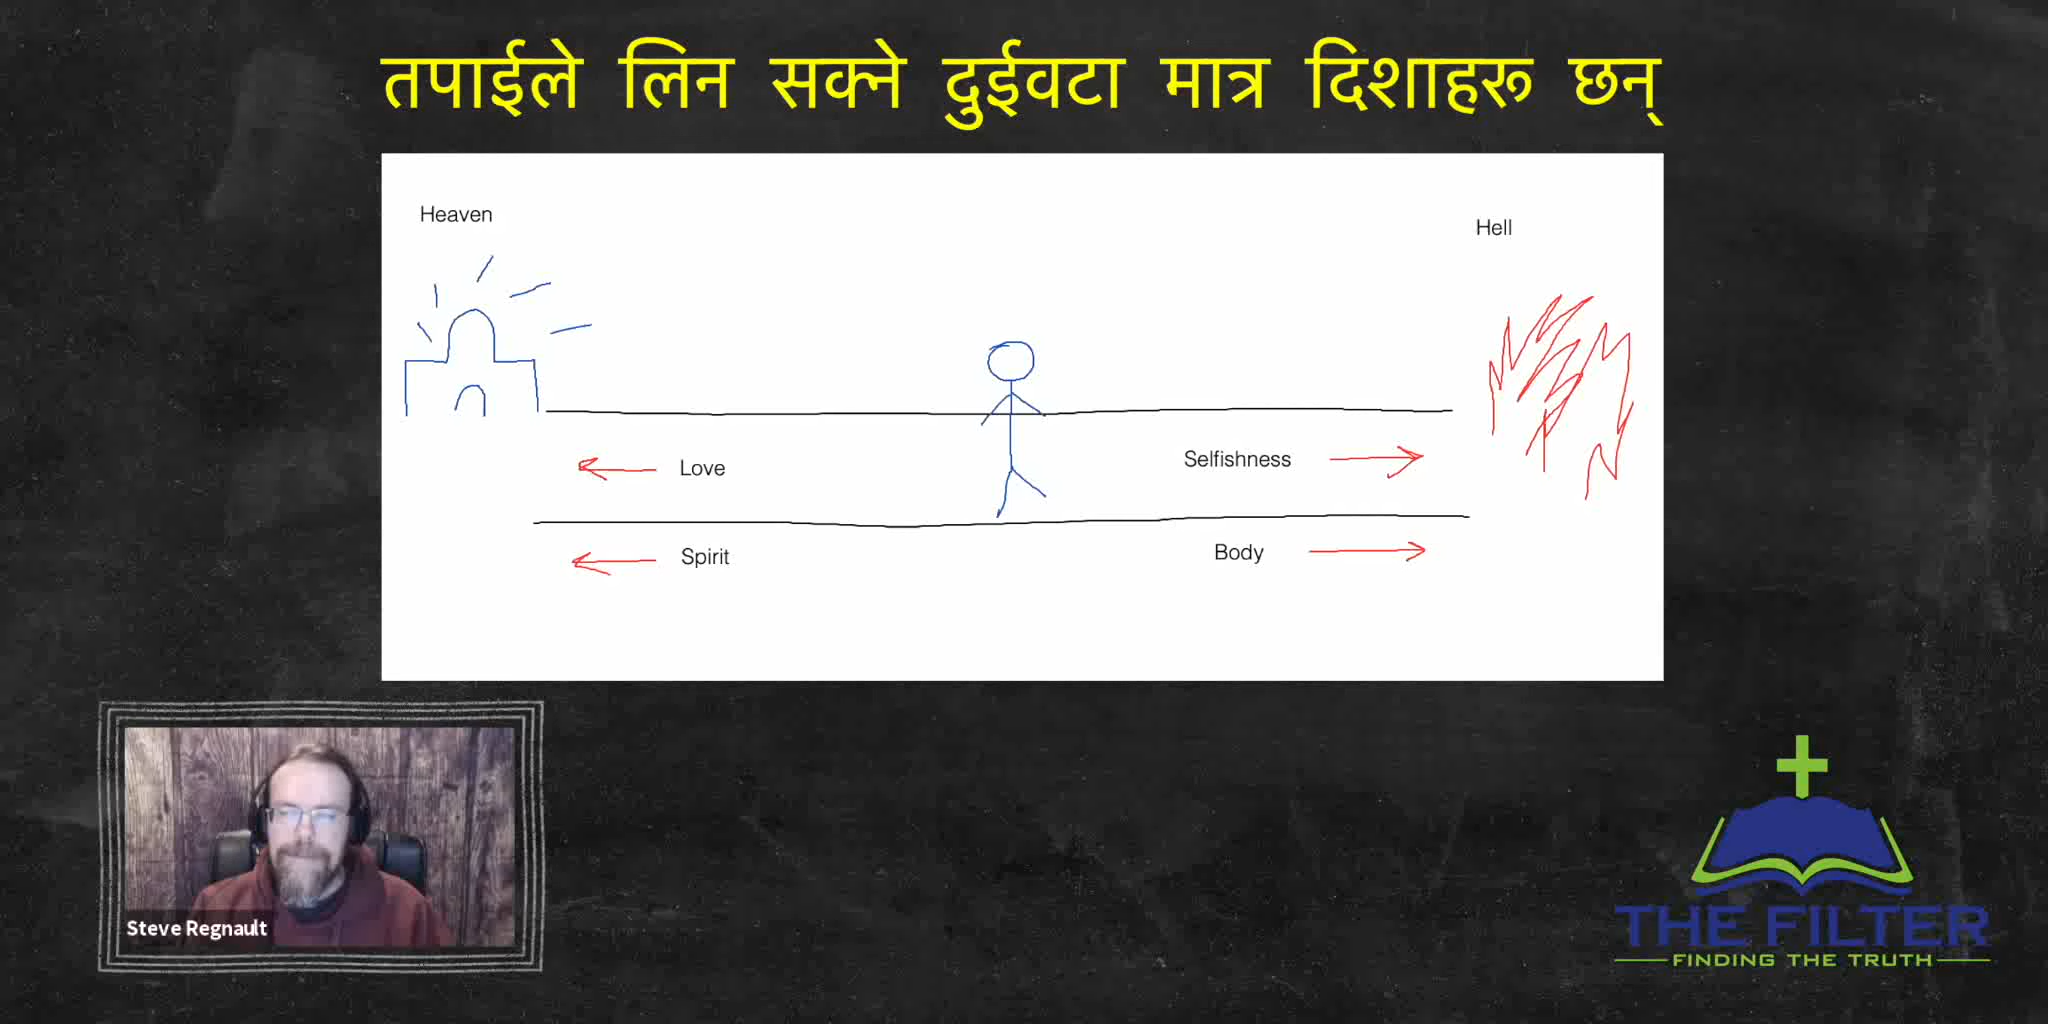 तपाईले लिन सक्ने दुईवटा मात्र दिशाहरू छन्
Heaven
Hell
Love
Selfishness
Spirit
Body
Steve Regnault
THE FILTER
FINDING THE TRUTH